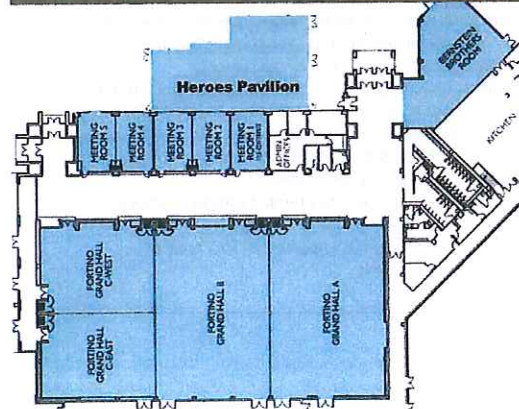 Heroes Pavilion
BERNSTEIN
BROTHERS
ROOM
KITCHEN
MEETING
ROOM 5
MEETING
ROOM 4
MEETING
ROOM 3
MEETING
ROOM 2
MEETING
ROOM 1
ADMIN
OFFICES
FORTINO
GRAND HALL
C-WEST
FORTINO
GRAND HALL
C-EAST
FORTINO
GRAND HALL B
FORTINO
GRAND HALL A